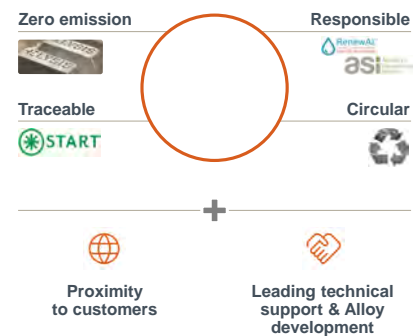 Zero emission
Responsible
RenewAl
asi
Traceable
Circular
START
Proximity
to customers
Leading technical
support & Alloy
development